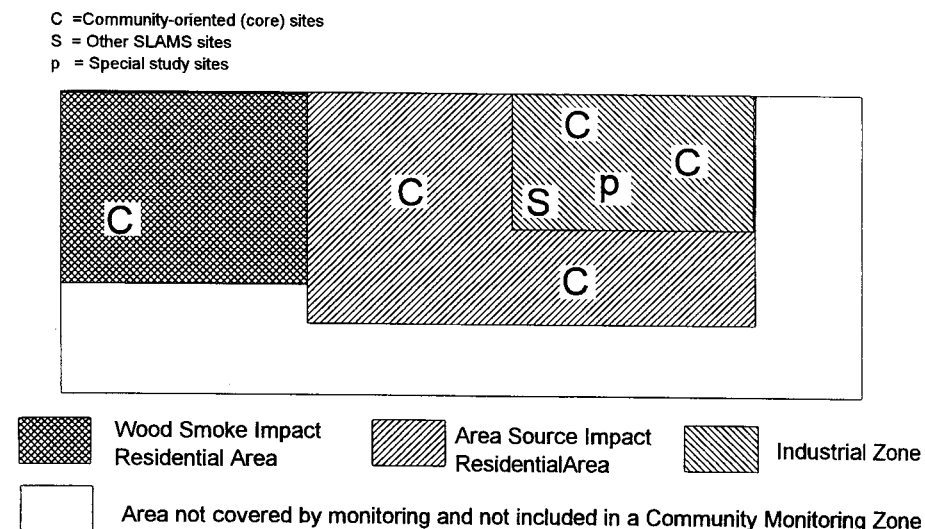 C =Community-oriented (core) sites
S = Other SLAMS sites
p = Special study sites
C
C
C
S
p
C
C
Wood Smoke Impact
Residential Area
Area Source Impact
ResidentialArea
Industrial Zone
Area not covered by monitoring and not included in a Community Monitoring Zone